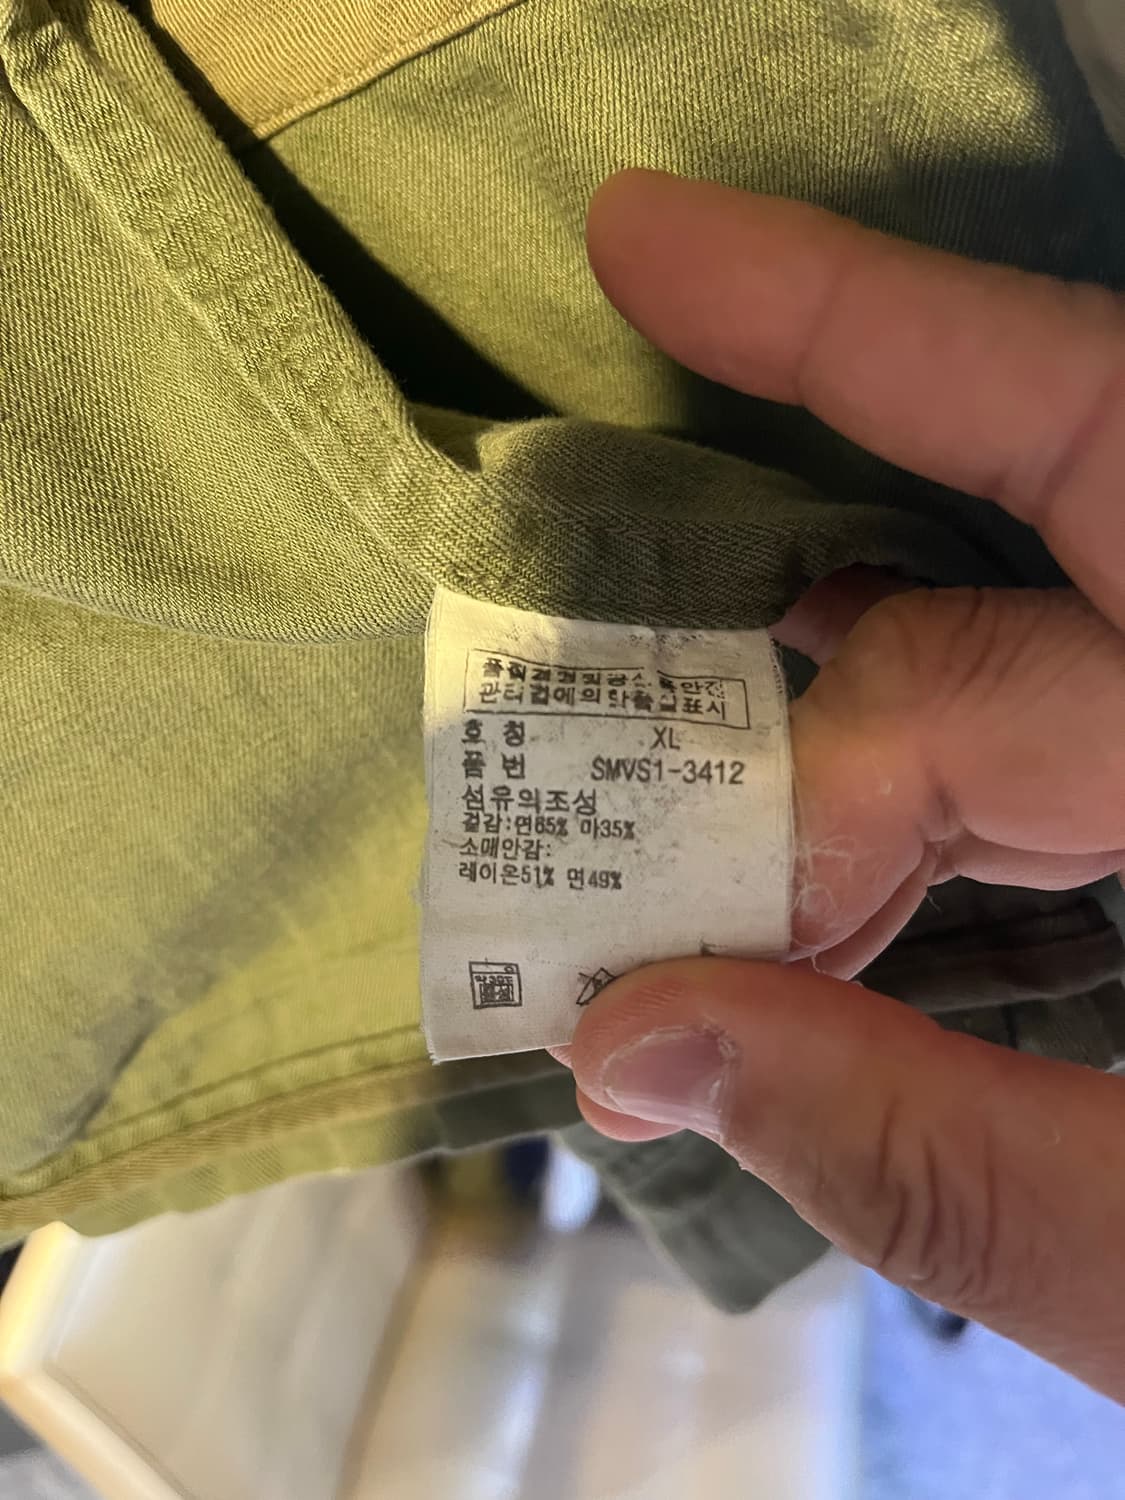 관리법에의한품질표시
호 칭 XL
품 번 SMVS1-3412
섬유의조성
겉감:면65% 마35%
소매안감:
레이온51% 면49%